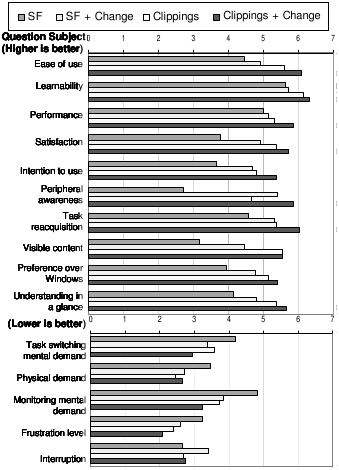 SF SF + Change Clippings Clippings + Change
Question Subject
(Higher is better)
0 1 2 3 4 5 6 7
Ease of use
Learnability
Performance
Satisfaction
Intention to use
Peripheral
awareness
Task
reacquisition
Visible content
Preference over
Windows
Understanding in
a glance
(Lower is better)
0 1 2 3 4 5 6 7
Task switching
mental demand
Physical demand
Monitoring mental
demand
Frustration level
Interruption